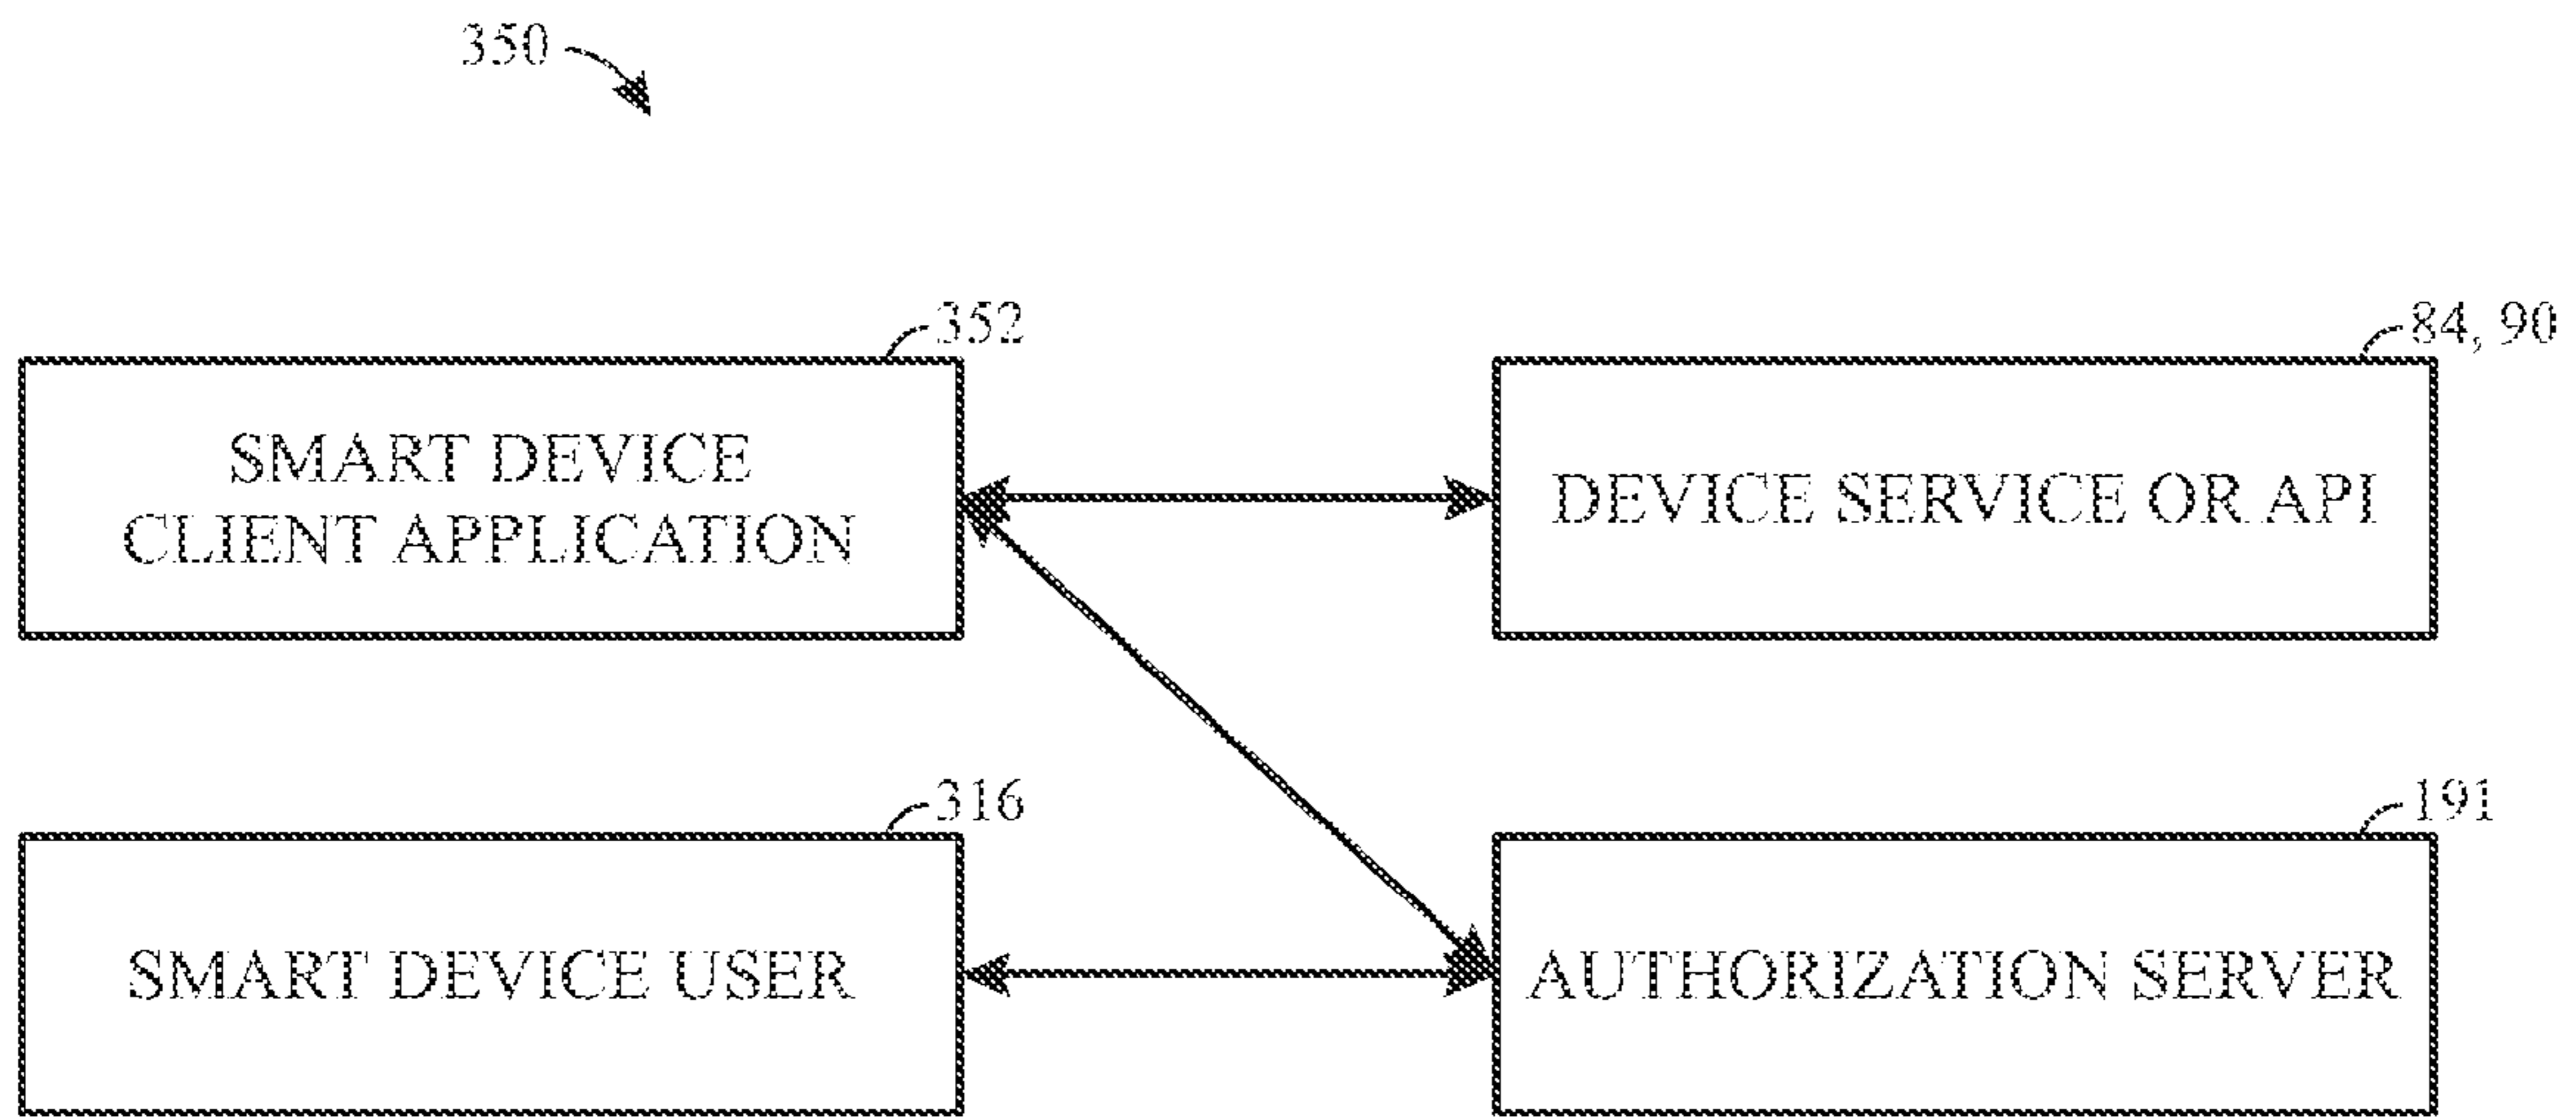 350
352
84, 90
SMART DEVICE
CLIENT APPLICATION
DEVICE SERVICE OR API
316
191
SMART DEVICE USER
AUTHORIZATION SERVER